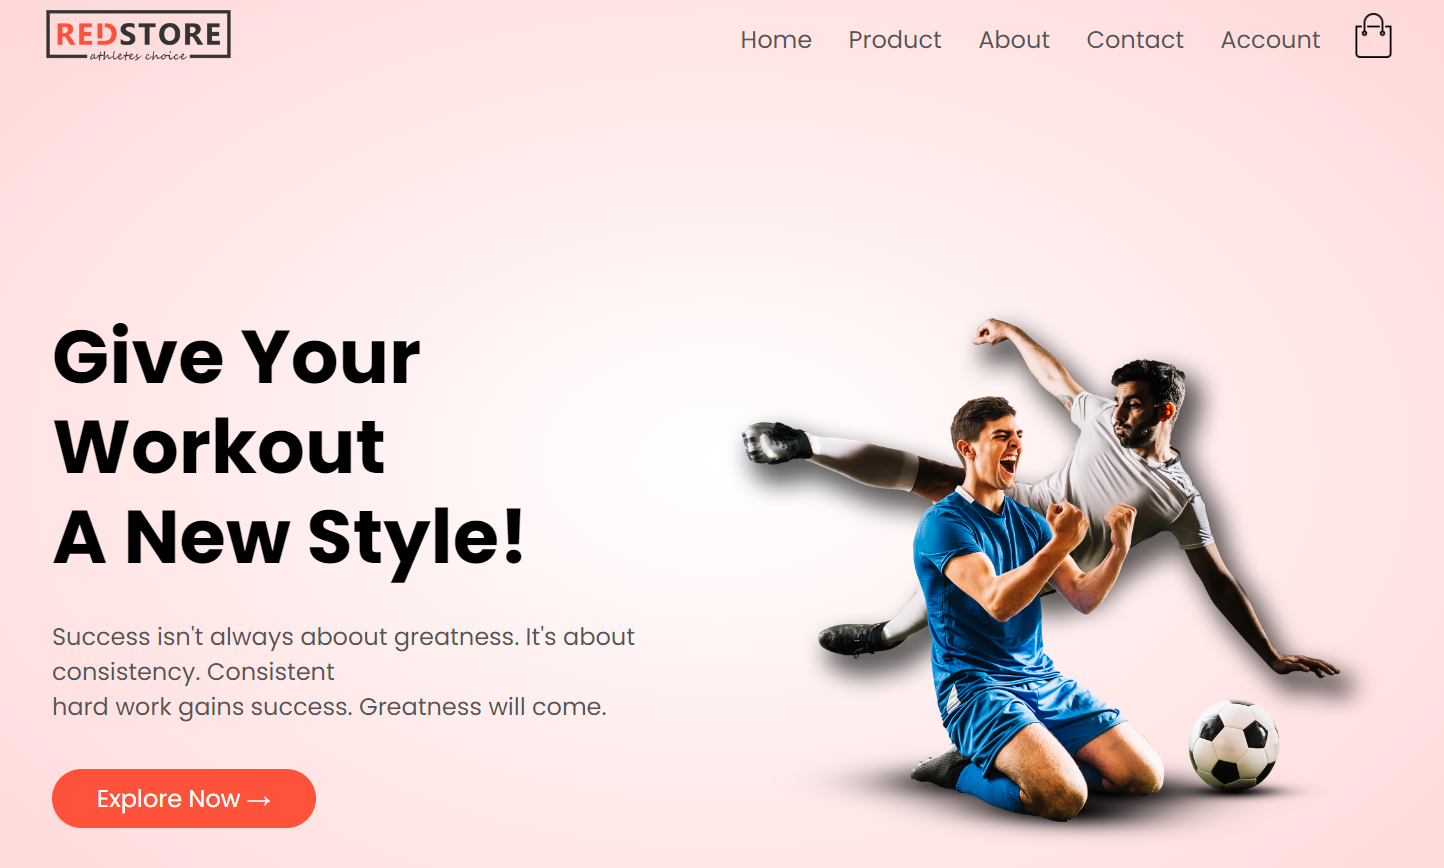 REDSTORE
athletes choice
Home Product About Contact Account
Give Your
Workout
A New Style!
Success isn't always aboout greatness. It's about
consistency. Consistent
hard work gains success. Greatness will come.
Explore Now →